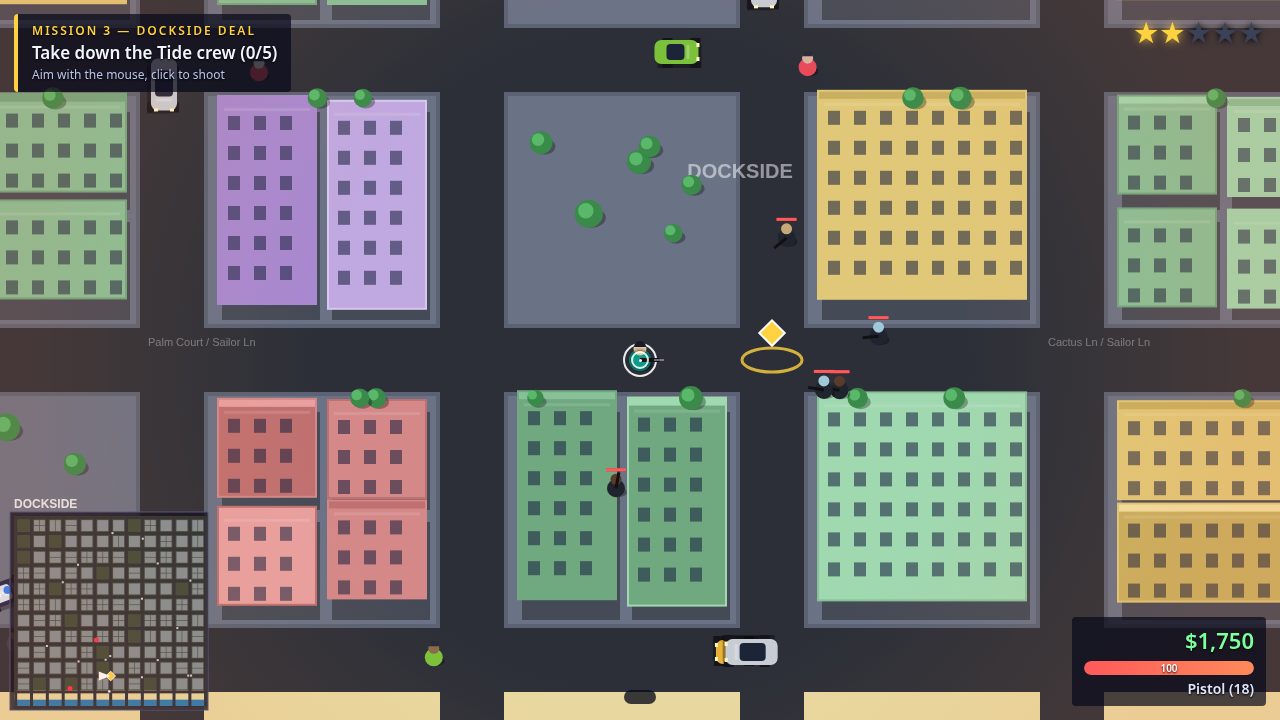 MISSION 3 — DOCKSIDE DEAL
Take down the Tide crew (0/5)
Aim with the mouse, click to shoot
DOCKSIDE
Palm Court / Sailor Ln
Cactus Ln / Sailor Ln
DOCKSIDE
$1,750
100
Pistol (18)